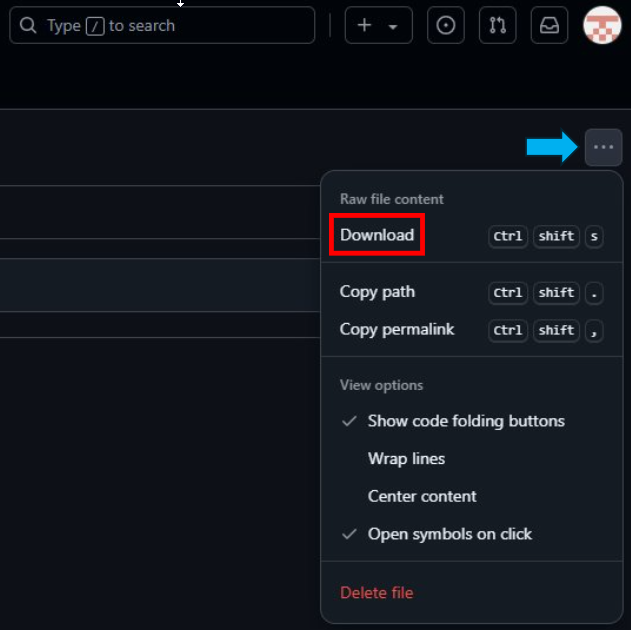 Type / to search
Raw file content
Download Ctrl shift s
Copy path Ctrl shift .
Copy permalink Ctrl shift ,
View options
Show code folding buttons
Wrap lines
Center content
Open symbols on click
Delete file